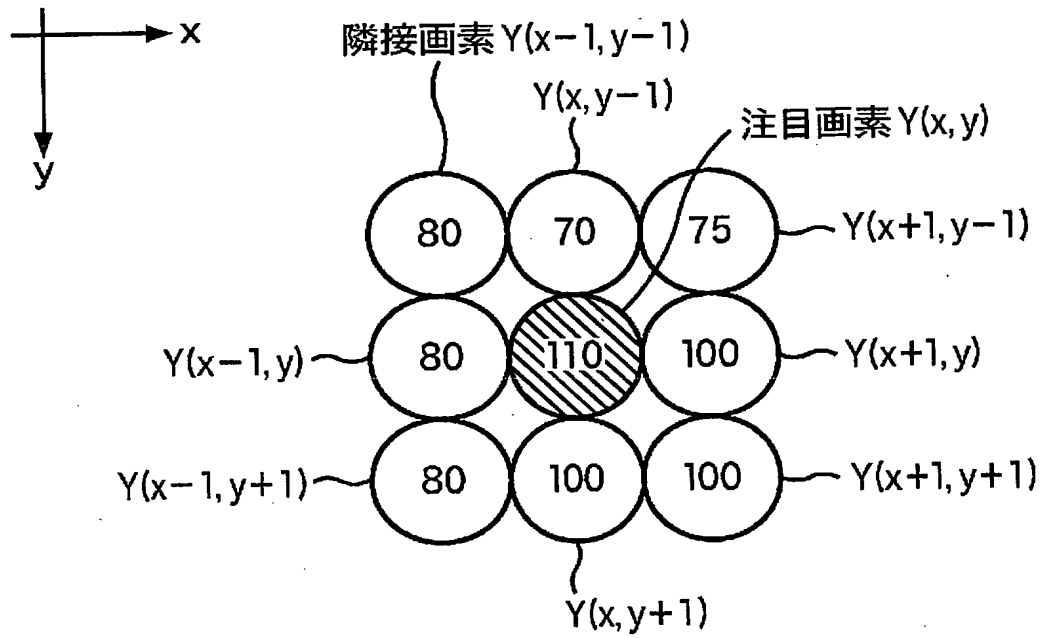 x
y
隣接画素 Y(x−1, y−1)
Y(x, y−1)
注目画素 Y(x, y)
80 70 75
Y(x+1, y−1)
Y(x−1, y)
80 110 100
Y(x+1, y)
Y(x−1, y+1)
80 100 100
Y(x+1, y+1)
Y(x, y+1)